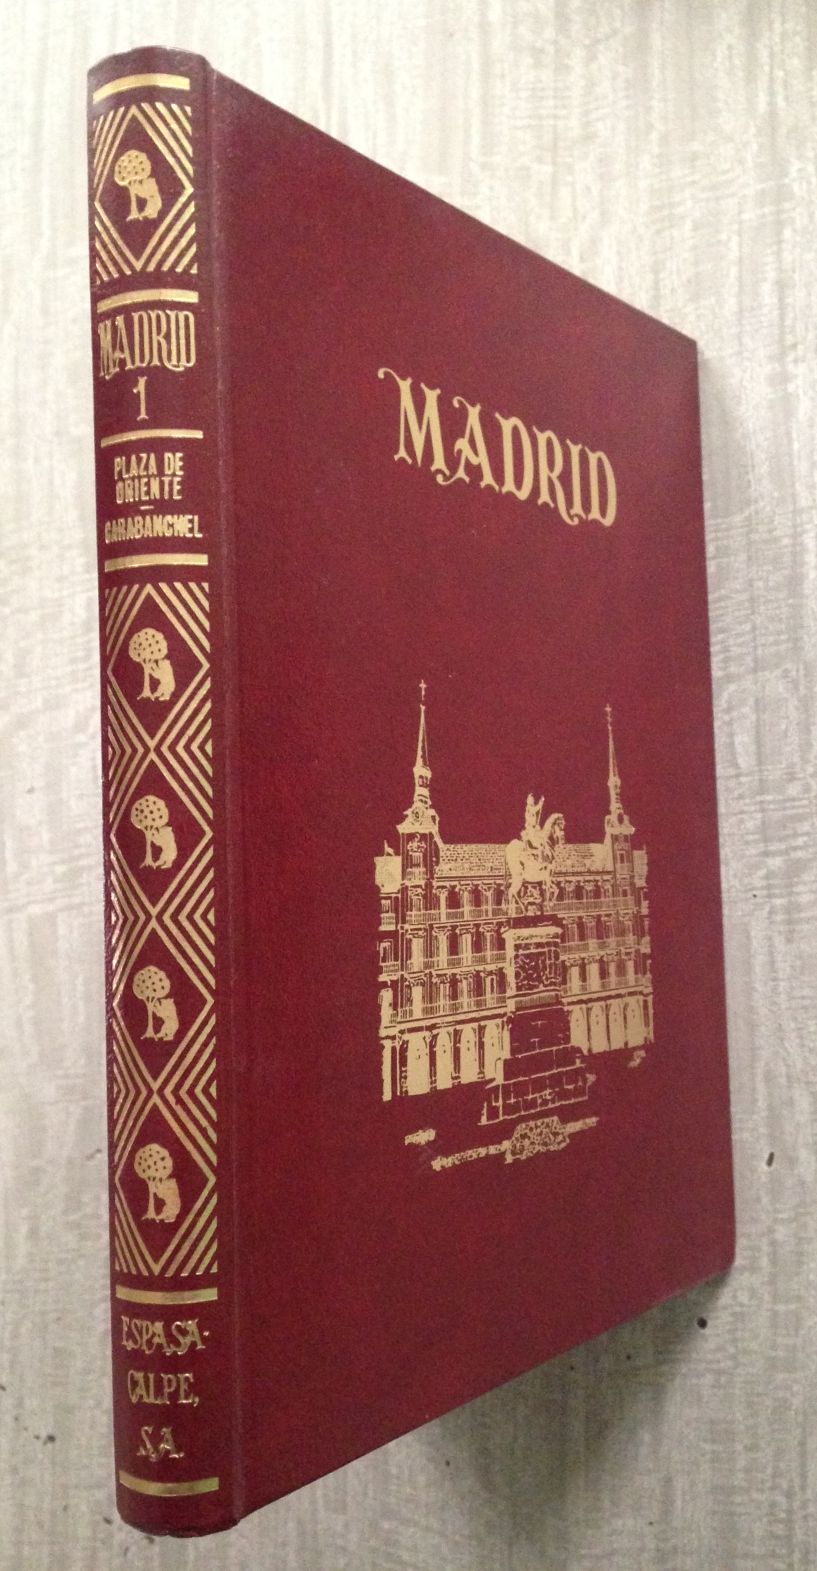 MADRID
1
PLAZA DE
ORIENTE
-
CARABANCHEL
ESPASA-
CALPE,
S.A.
MADRID